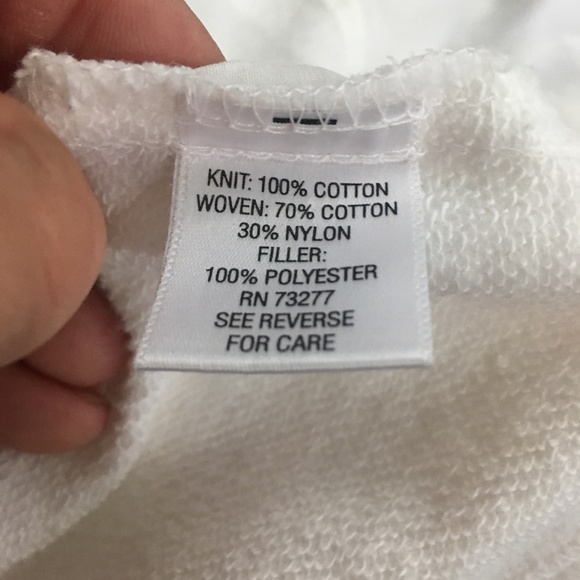 KNIT: 100% COTTON
WOVEN: 70% COTTON
30% NYLON
FILLER:
100% POLYESTER
RN 73277
SEE REVERSE
FOR CARE